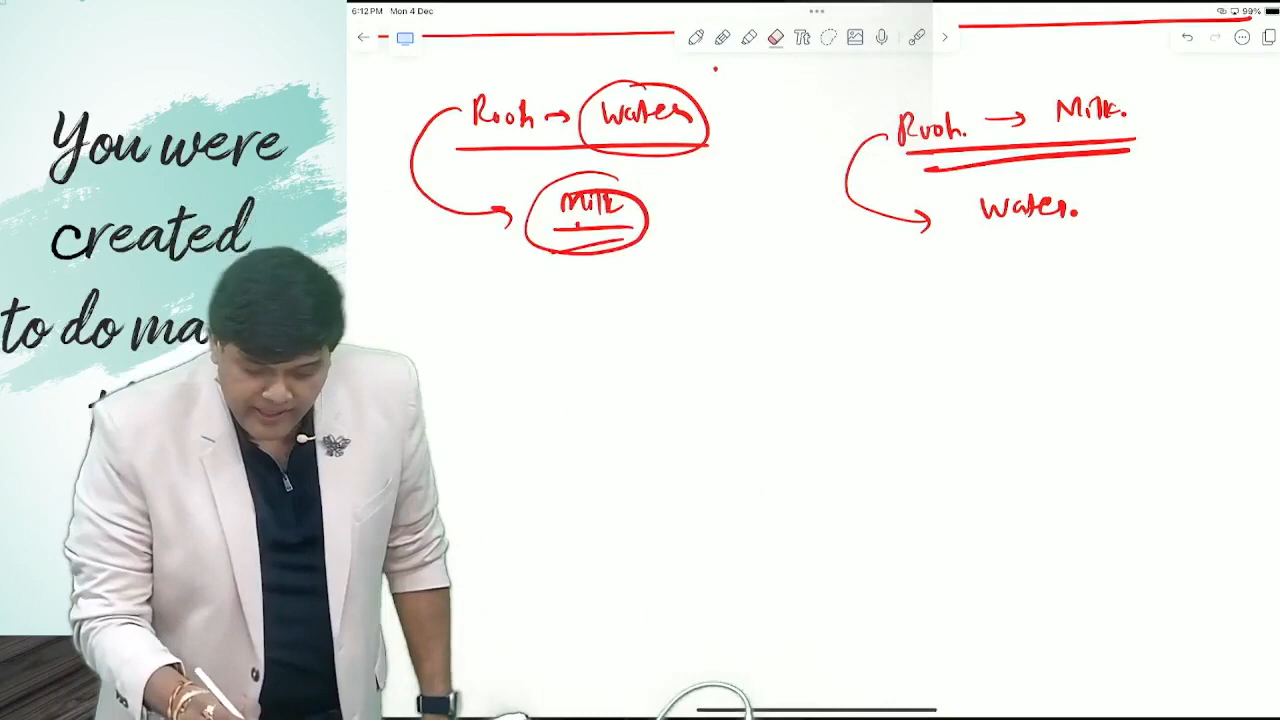 6:12 PM Mon 4 Dec 99%
Tt
Rooh → Water
Milk
Rooh. → Milk.
Water.
You were
created
to do ma